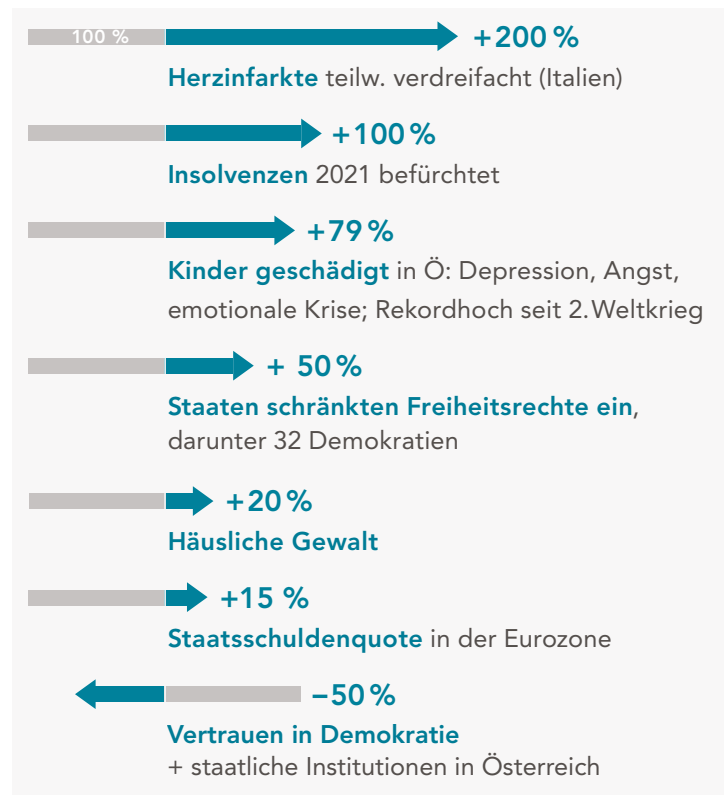 100 %
+200 %
Herzinfarkte teilw. verdreifacht (Italien)
+100 %
Insolvenzen 2021 befürchtet
+79 %
Kinder geschädigt in Ö: Depression, Angst,
emotionale Krise; Rekordhoch seit 2. Weltkrieg
+ 50 %
Staaten schränkten Freiheitsrechte ein,
darunter 32 Demokratien
+20 %
Häusliche Gewalt
+15 %
Staatsschuldenquote in der Eurozone
−50 %
Vertrauen in Demokratie
+ staatliche Institutionen in Österreich